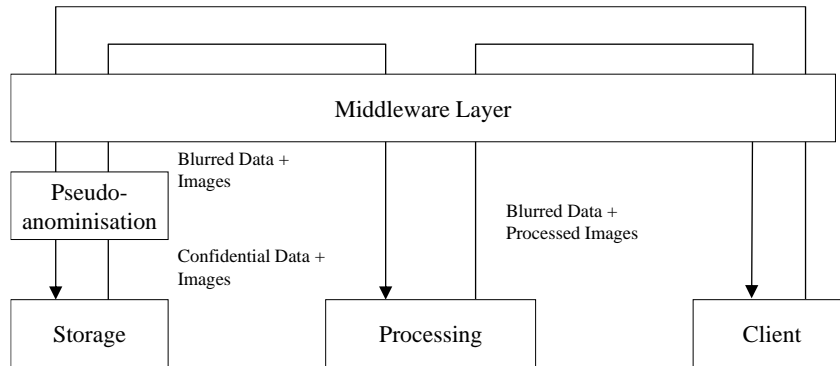 Middleware Layer
Blurred Data +
Images
Pseudo-
anominisation
Blurred Data +
Processed Images
Confidential Data +
Images
Storage
Processing
Client